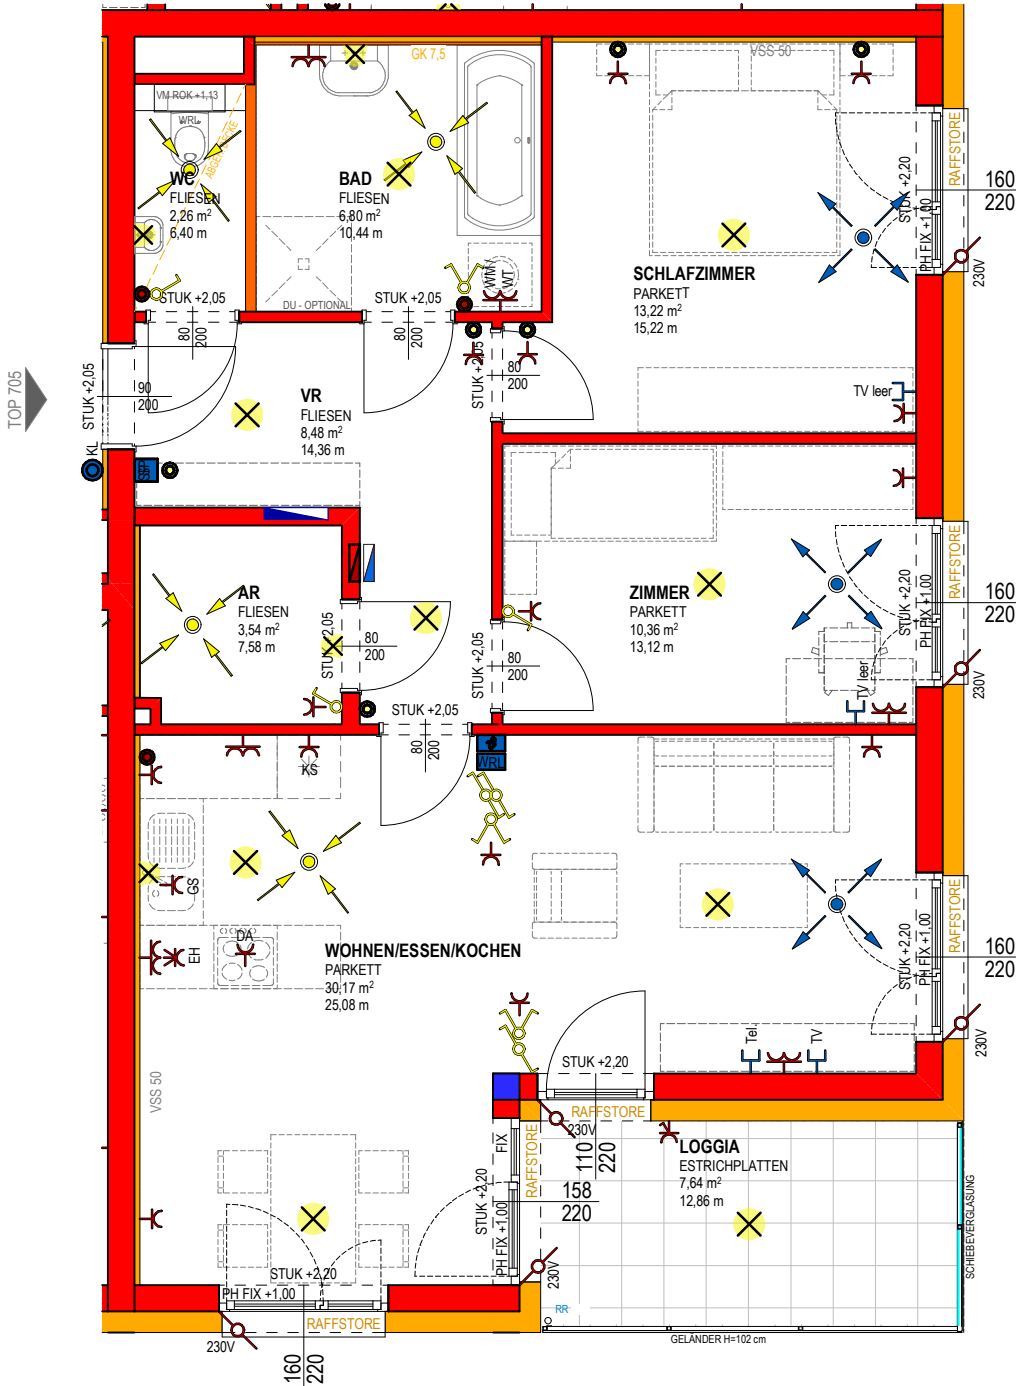 GK 7,5
VSS 50
VM ROK +1,13
WRL
ABGEH. DECKE
WC
FLIESEN
2,26 m²
6,40 m
BAD
FLIESEN
6,80 m²
10,44 m
DU - OPTIONAL
WM /
WT
STUK +2,05
80
200
STUK +2,05
80
200
SCHLAFZIMMER
PARKETT
13,22 m²
15,22 m
RAFFSTORE
STUK +2,20
PH FIX +1,00
160
220
230V
TV leer
TOP 705
STUK +2,05
90
200
KL
VR
FLIESEN
8,48 m²
14,36 m
STUK +2,05
80
200
AR
FLIESEN
3,54 m²
7,58 m
STUK +2,05
80
200
STUK +2,05
80
200
ZIMMER
PARKETT
10,36 m²
13,12 m
RAFFSTORE
STUK +2,20
PH FIX +1,00
160
220
230V
TV leer
STUK +2,05
80
200
WRL
KS
GS
EH
DA
WOHNEN/ESSEN/KOCHEN
PARKETT
30,17 m²
25,08 m
RAFFSTORE
STUK +2,20
PH FIX +1,00
160
220
230V
Tel.
TV
VSS 50
STUK +2,20
RAFFSTORE
230V
110
220
FIX
RAFFSTORE
STUK +2,20
PH FIX +1,00
158
220
230V
LOGGIA
ESTRICHPLATTEN
7,64 m²
12,86 m
SCHIEBEVERGLASUNG
STUK +2,20
PH FIX +1,00
RAFFSTORE
230V
160
220
RR
GELÄNDER H=102 cm